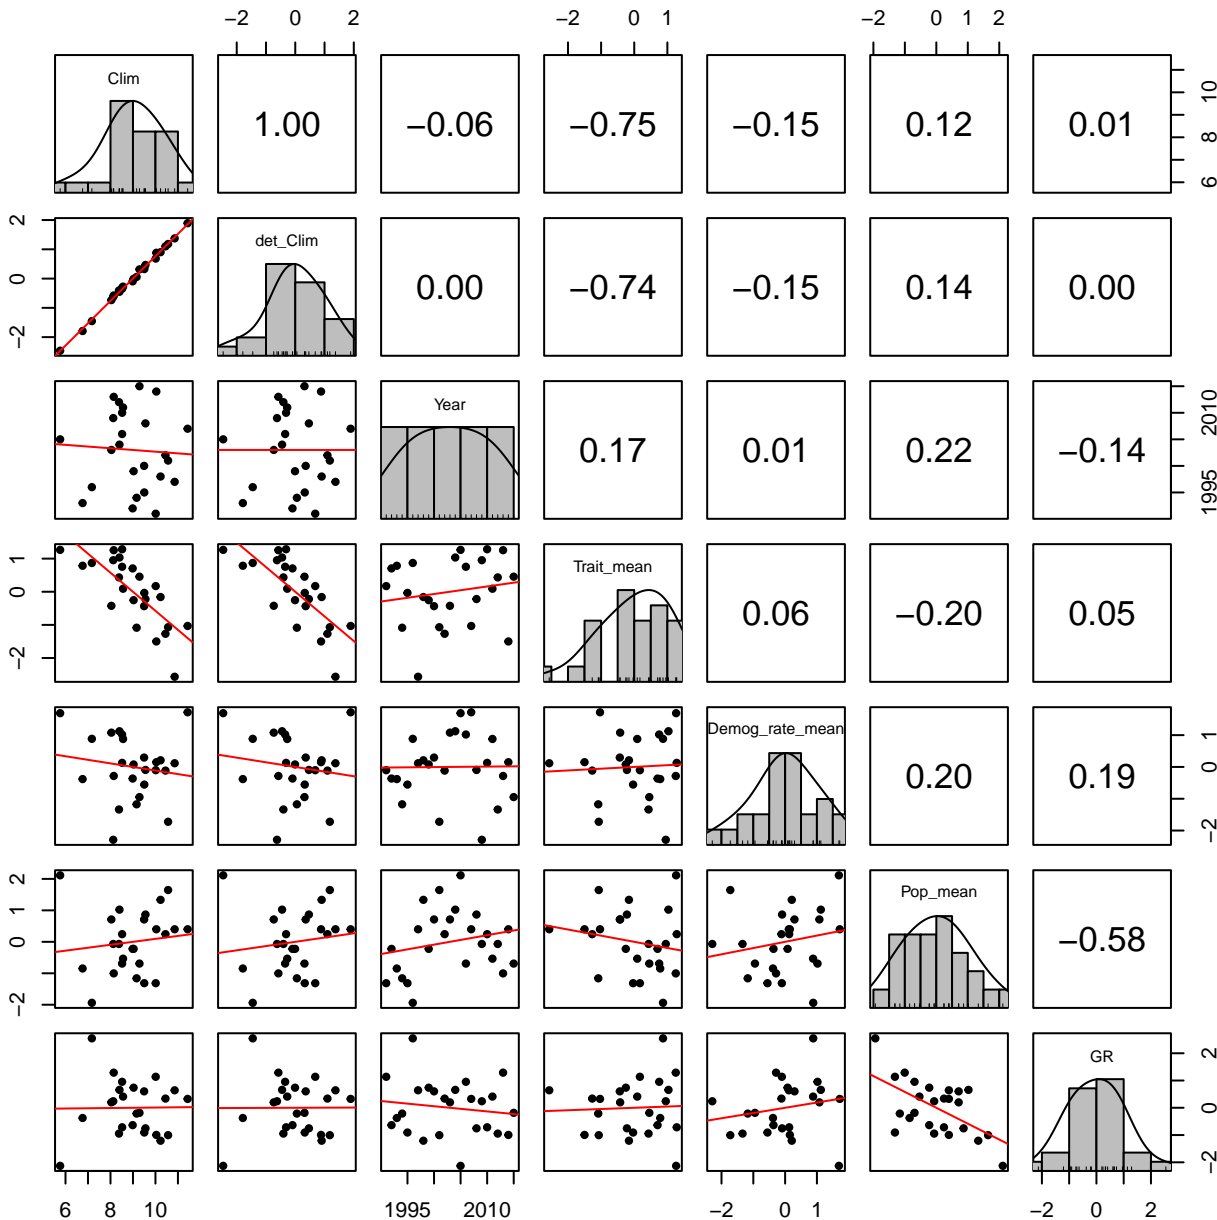 −2 0 2 −2 0 1 −2 0 1 2
Clim 1.00 −0.06 −0.75 −0.15 0.12 0.01 6 8 10
−2 0 2 det_Clim 0.00 −0.74 −0.15 0.14 0.00
Year 0.17 0.01 0.22 −0.14 1995 2010
−2 0 1 Trait_mean 0.06 −0.20 0.05
Demog_rate_mean 0.20 0.19 −2 0 1
−2 0 1 2 Pop_mean −0.58
GR −2 0 2
6 8 10 1995 2010 −2 0 1 −2 0 2